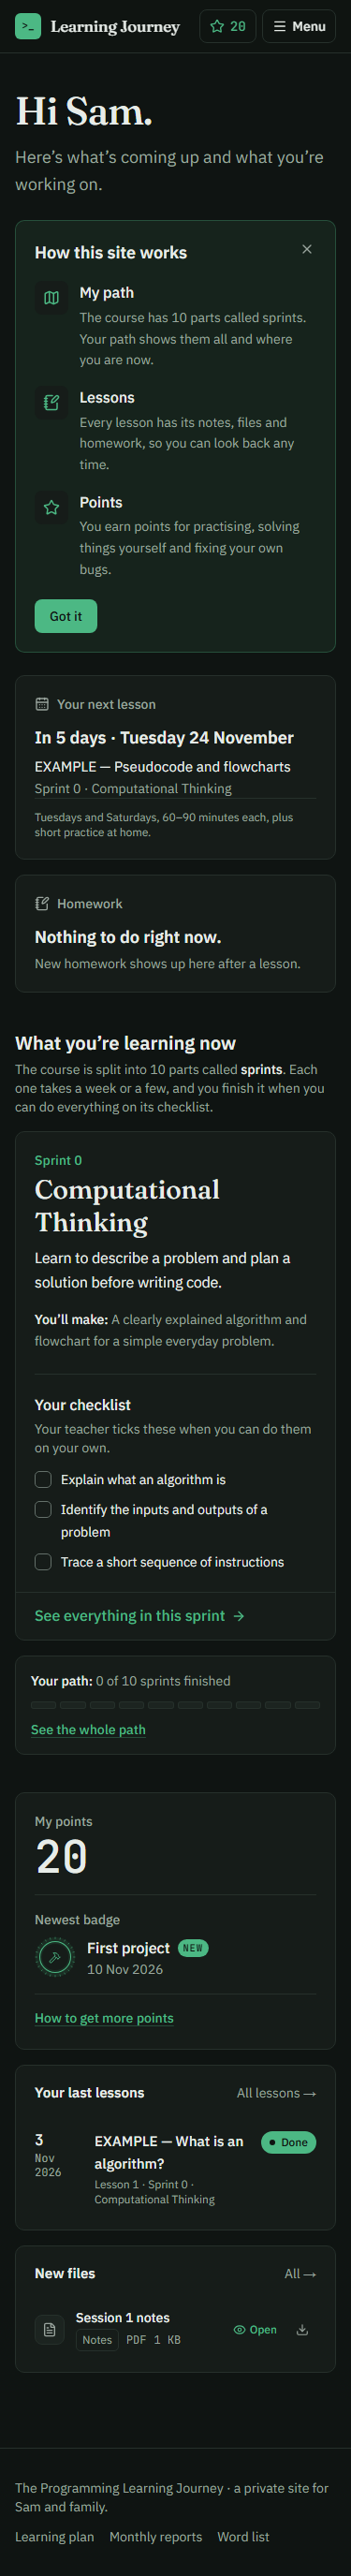 >_ Learning Journey 20 Menu
Hi Sam.
Here’s what’s coming up and what you’re
working on.
How this site works
My path
The course has 10 parts called sprints.
Your path shows them all and where
you are now.
Lessons
Every lesson has its notes, files and
homework, so you can look back any
time.
Points
You earn points for practising, solving
things yourself and fixing your own
bugs.
Got it
Your next lesson
In 5 days · Tuesday 24 November
EXAMPLE — Pseudocode and flowcharts
Sprint 0 · Computational Thinking
Tuesdays and Saturdays, 60–90 minutes each, plus
short practice at home.
Homework
Nothing to do right now.
New homework shows up here after a lesson.
What you’re learning now
The course is split into 10 parts called sprints. Each
one takes a week or a few, and you finish it when you
can do everything on its checklist.
Sprint 0
Computational
Thinking
Learn to describe a problem and plan a
solution before writing code.
You’ll make: A clearly explained algorithm and
flowchart for a simple everyday problem.
Your checklist
Your teacher ticks these when you can do them
on your own.
Explain what an algorithm is
Identify the inputs and outputs of a
problem
Trace a short sequence of instructions
See everything in this sprint →
Your path: 0 of 10 sprints finished
See the whole path
My points
20
Newest badge
First project NEW
10 Nov 2026
How to get more points
Your last lessons All lessons →
3
Nov
2026
EXAMPLE — What is an
algorithm?
Done
Lesson 1 · Sprint 0 ·
Computational Thinking
New files All →
Session 1 notes
Notes PDF 1 KB
Open
The Programming Learning Journey · a private site for
Sam and family.
Learning plan Monthly reports Word list